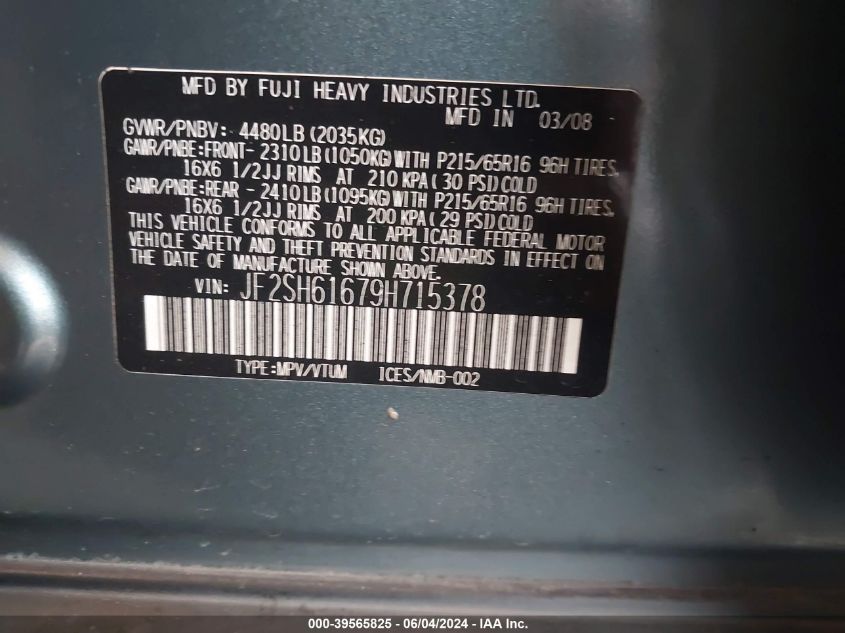 MFD BY FUJI HEAVY INDUSTRIES LTD.
MFD IN 03/08
GVWR/PNBV: 4480LB(2035KG)
GAWR/PNBE:FRONT-2310LB(1050KG)WITH P215/65R16 96H TIRES,
16X6 1/2JJ RIMS AT 210 KPA(30 PSI)COLD
GAWR/PNBE:REAR -2410LB(1095KG)WITH P215/65R16 96H TIRES,
16X6 1/2JJ RIMS AT 200 KPA(29 PSI)COLD
THIS VEHICLE CONFORMS TO ALL APPLICABLE FEDERAL MOTOR
VEHICLE SAFETY AND THEFT PREVENTION STANDARDS IN EFFECT ON
THE DATE OF MANUFACTURE SHOWN ABOVE.
VIN: JF2SH61679H715378
TYPE:MPV/VTUM ICES/NMB-002
000-39565825 - 06/04/2024 - IAA Inc.